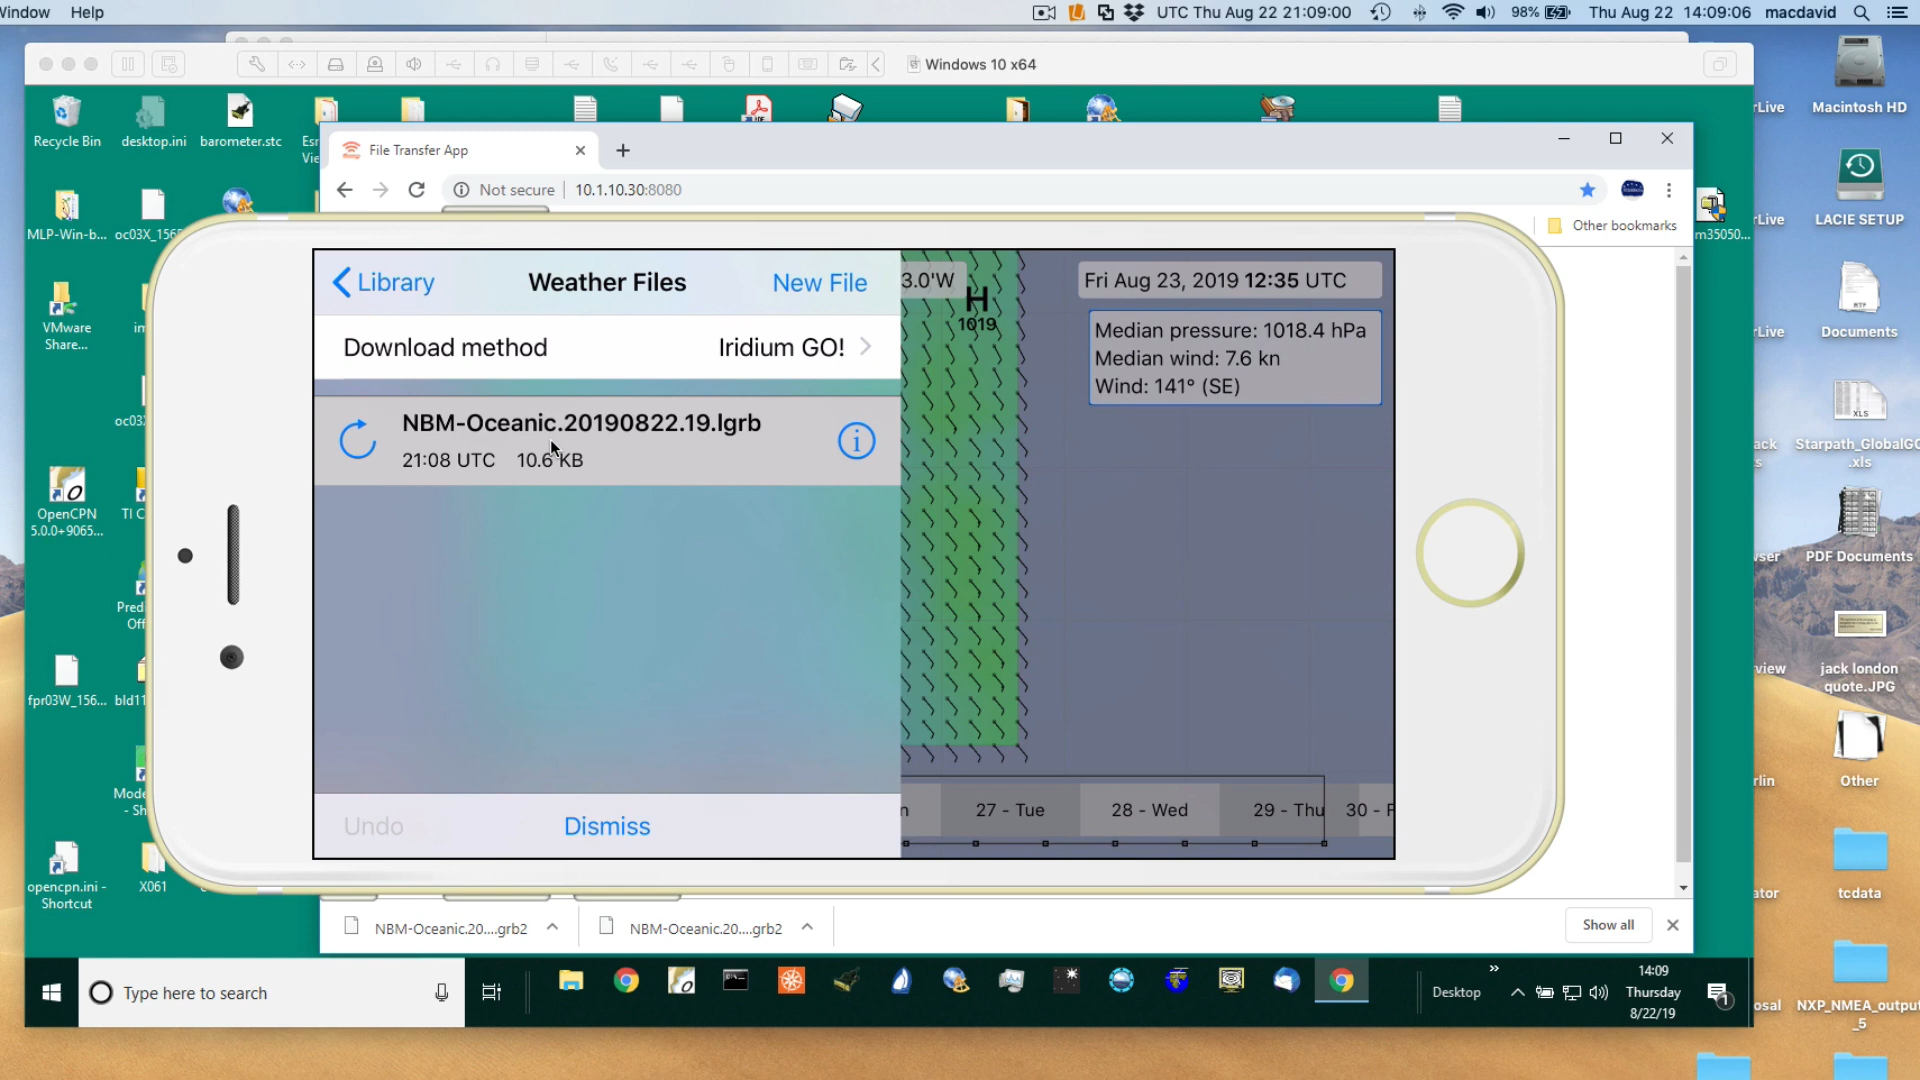 Window Help
UTC Thu Aug 22 21:09:00
98%
Thu Aug 22 14:09:06 macdavid
Windows 10 x64
Recycle Bin
desktop.ini
barometer.stc
File Transfer App
Not secure 10.1.10.30:8080
Other bookmarks
MLP-Win-b...
m35050...
VMware
Share...
OpenCPN
5.0.0+9065...
fpr03W_156...
opencpn.ini -
Shortcut
X061
Library
Weather Files
New File
Download method
Iridium GO!
NBM-Oceanic.20190822.19.lgrb
21:08 UTC 10.6 KB
Undo
Dismiss
3.0'W
H
1019
Fri Aug 23, 2019 12:35 UTC
Median pressure: 1018.4 hPa
Median wind: 7.6 kn
Wind: 141° (SE)
27 - Tue
28 - Wed
29 - Thu
30 - F
NBM-Oceanic.20....grb2
NBM-Oceanic.20....grb2
Show all
Type here to search
Desktop
»
14:09
Thursday
8/22/19
1
Macintosh HD
LACIE SETUP
RTF
Documents
XLS
Starpath_GlobalGO
.xls
PDF Documents
jack london
quote.JPG
Other
tcdata
NXP_NMEA_output
_5